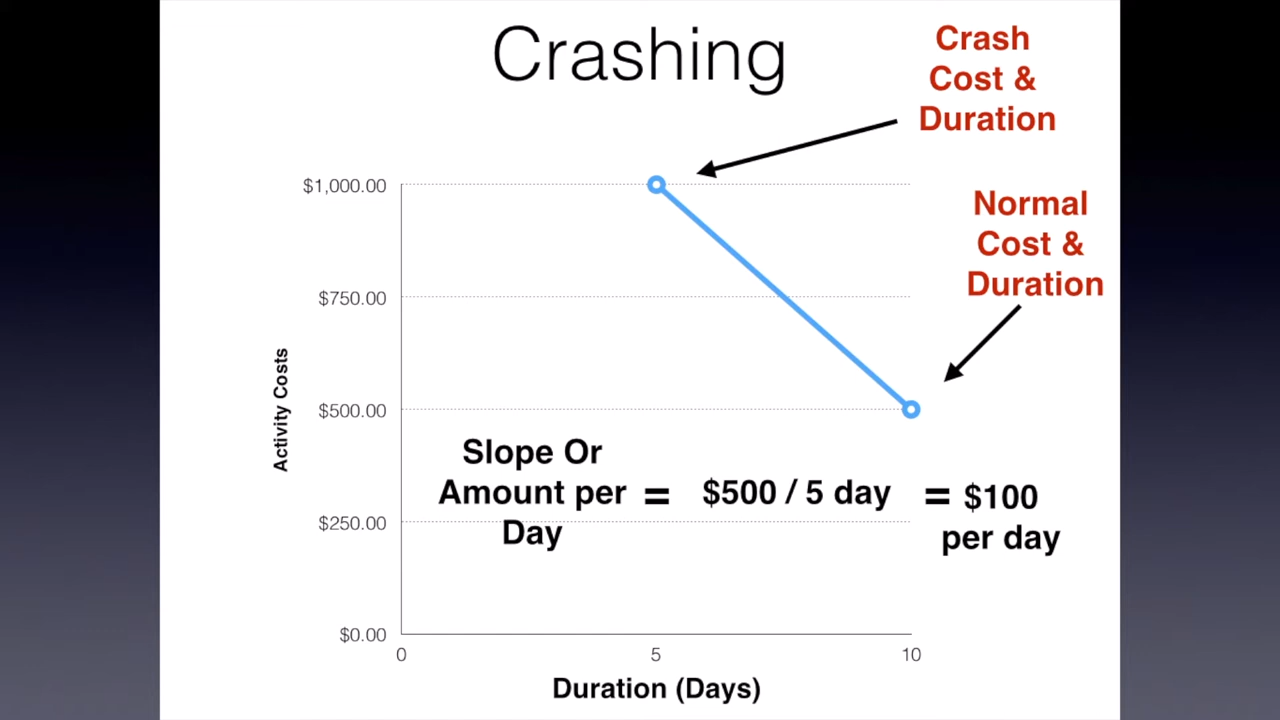 Crashing
Crash
Cost &
Duration
Normal
Cost &
Duration
$1,000.00
$750.00
$500.00
$250.00
$0.00
Activity Costs
Slope Or
Amount per
Day
=
$500 / 5 day
= $100
per day
0 5 10
Duration (Days)